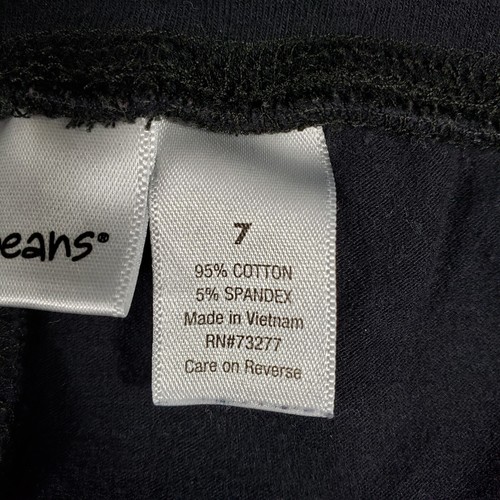 eans®
7
95% COTTON
5% SPANDEX
Made in Vietnam
RN#73277
Care on Reverse